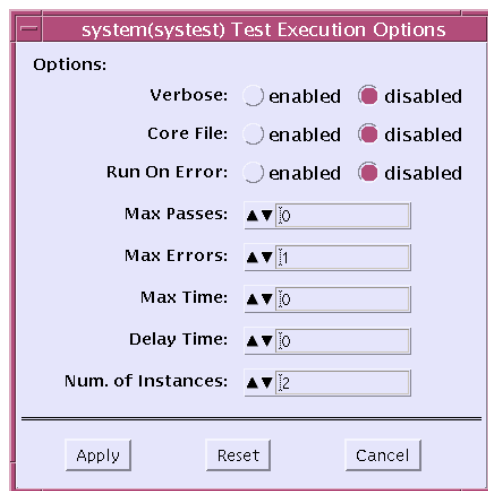 system(systest) Test Execution Options
Options:
Verbose: enabled disabled
Core File: enabled disabled
Run On Error: enabled disabled
Max Passes: 0
Max Errors: 1
Max Time: 0
Delay Time: 0
Num. of Instances: 2
Apply Reset Cancel